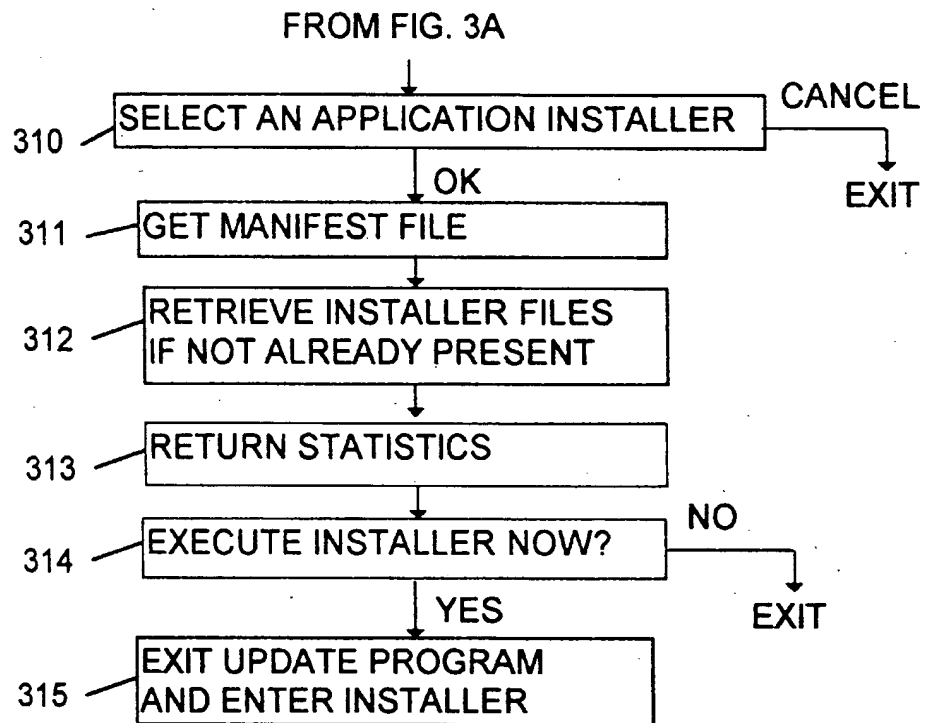 FROM FIG. 3A
CANCEL
310
SELECT AN APPLICATION INSTALLER
EXIT
OK
311
GET MANIFEST FILE
312
RETRIEVE INSTALLER FILES
IF NOT ALREADY PRESENT
313
RETURN STATISTICS
NO
314
EXECUTE INSTALLER NOW?
EXIT
YES
315
EXIT UPDATE PROGRAM
AND ENTER INSTALLER